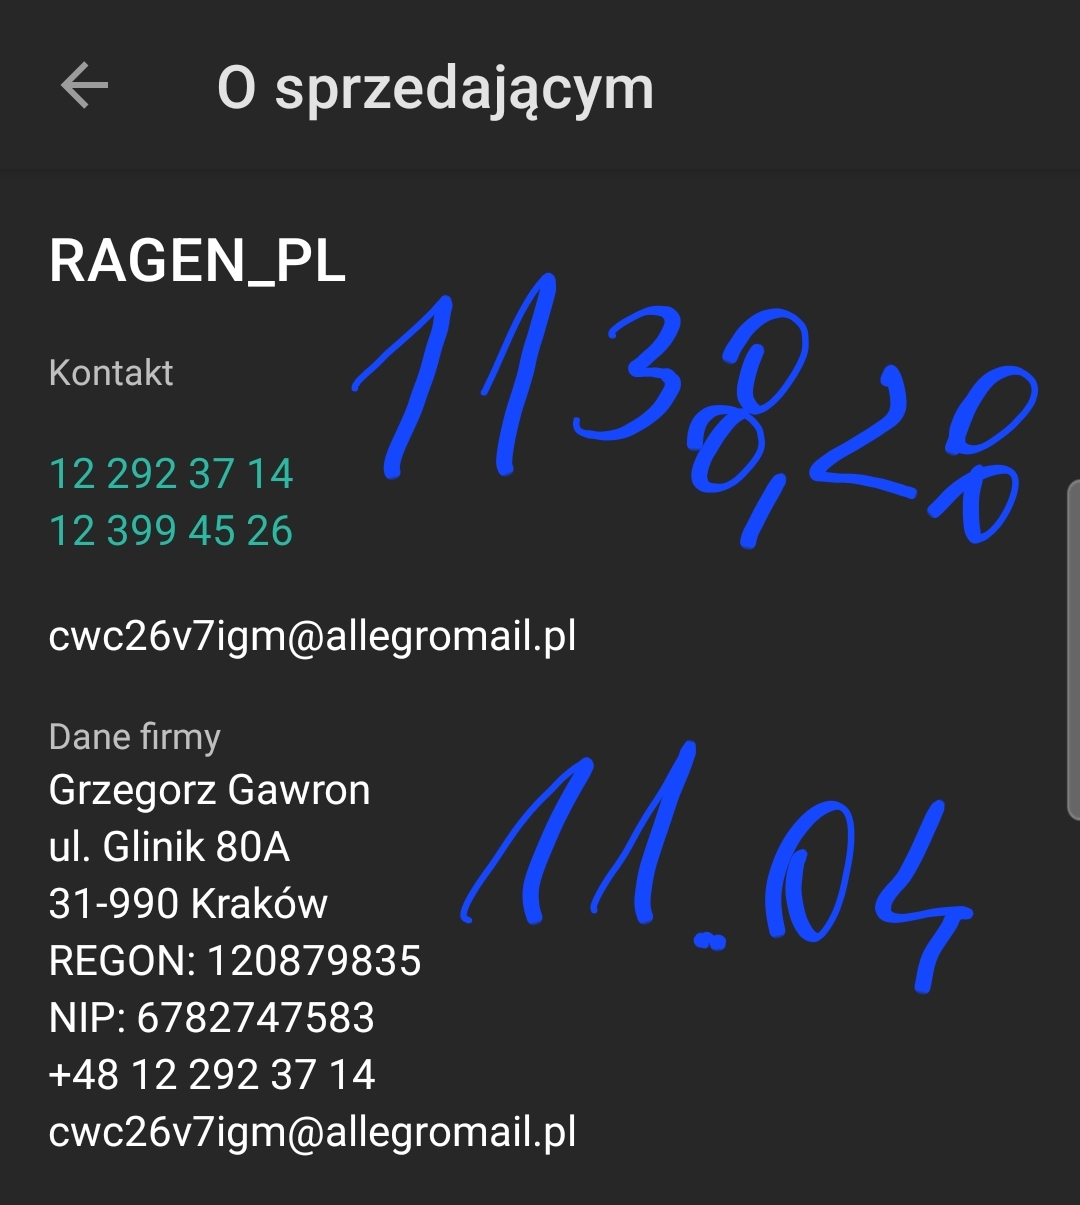 O sprzedającym
RAGEN_PL
1138,28
Kontakt
12 292 37 14
12 399 45 26
cwc26v7igm@allegromail.pl
Dane firmy
Grzegorz Gawron
ul. Glinik 80A
11.04
31-990 Kraków
REGON: 120879835
NIP: 6782747583
+48 12 292 37 14
cwc26v7igm@allegromail.pl